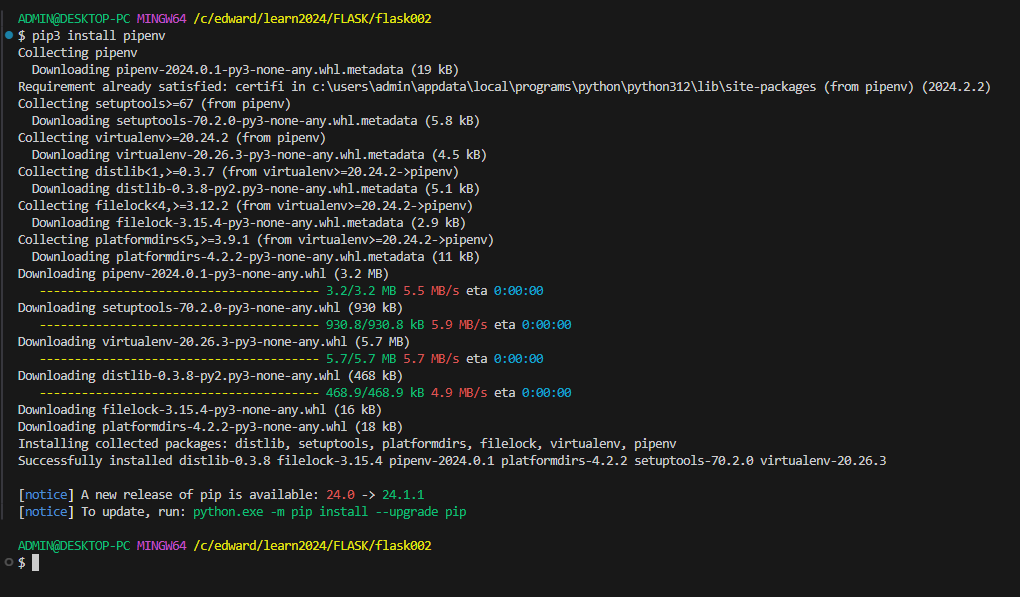 ADMIN@DESKTOP-PC MINGW64 /c/edward/learn2024/FLASK/flask002
$ pip3 install pipenv
Collecting pipenv
  Downloading pipenv-2024.0.1-py3-none-any.whl.metadata (19 kB)
Requirement already satisfied: certifi in c:\users\admin\appdata\local\programs\python\python312\lib\site-packages (from pipenv) (2024.2.2)
Collecting setuptools>=67 (from pipenv)
  Downloading setuptools-70.2.0-py3-none-any.whl.metadata (5.8 kB)
Collecting virtualenv>=20.24.2 (from pipenv)
  Downloading virtualenv-20.26.3-py3-none-any.whl.metadata (4.5 kB)
Collecting distlib<1,>=0.3.7 (from virtualenv>=20.24.2->pipenv)
  Downloading distlib-0.3.8-py2.py3-none-any.whl.metadata (5.1 kB)
Collecting filelock<4,>=3.12.2 (from virtualenv>=20.24.2->pipenv)
  Downloading filelock-3.15.4-py3-none-any.whl.metadata (2.9 kB)
Collecting platformdirs<5,>=3.9.1 (from virtualenv>=20.24.2->pipenv)
  Downloading platformdirs-4.2.2-py3-none-any.whl.metadata (11 kB)
Downloading pipenv-2024.0.1-py3-none-any.whl (3.2 MB)
   ---------------------------------------- 3.2/3.2 MB 5.5 MB/s eta 0:00:00
Downloading setuptools-70.2.0-py3-none-any.whl (930 kB)
   ---------------------------------------- 930.8/930.8 kB 5.9 MB/s eta 0:00:00
Downloading virtualenv-20.26.3-py3-none-any.whl (5.7 MB)
   ---------------------------------------- 5.7/5.7 MB 5.7 MB/s eta 0:00:00
Downloading distlib-0.3.8-py2.py3-none-any.whl (468 kB)
   ---------------------------------------- 468.9/468.9 kB 4.9 MB/s eta 0:00:00
Downloading filelock-3.15.4-py3-none-any.whl (16 kB)
Downloading platformdirs-4.2.2-py3-none-any.whl (18 kB)
Installing collected packages: distlib, setuptools, platformdirs, filelock, virtualenv, pipenv
Successfully installed distlib-0.3.8 filelock-3.15.4 pipenv-2024.0.1 platformdirs-4.2.2 setuptools-70.2.0 virtualenv-20.26.3
[notice] A new release of pip is available: 24.0 -> 24.1.1
[notice] To update, run: python.exe -m pip install --upgrade pip
ADMIN@DESKTOP-PC MINGW64 /c/edward/learn2024/FLASK/flask002
$